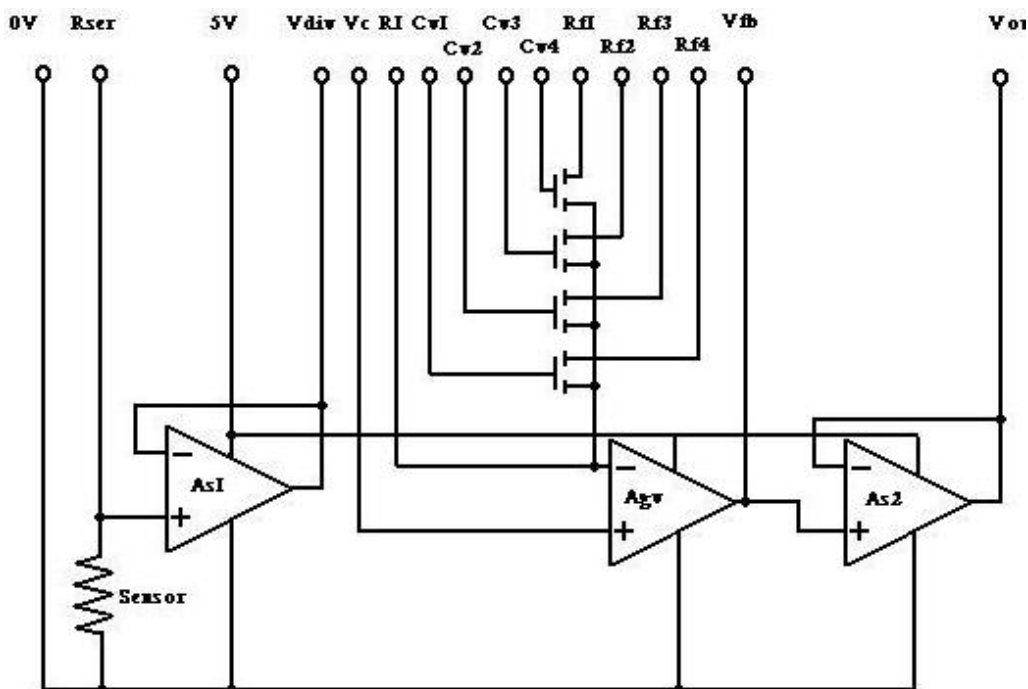 0V Rser 5V Vdiv Vc RI CvI Cv3 RfI Rf3 Vfb
Cv2 Cv4 Rf2 Rf4
AsI
Agv
As2
Sensor